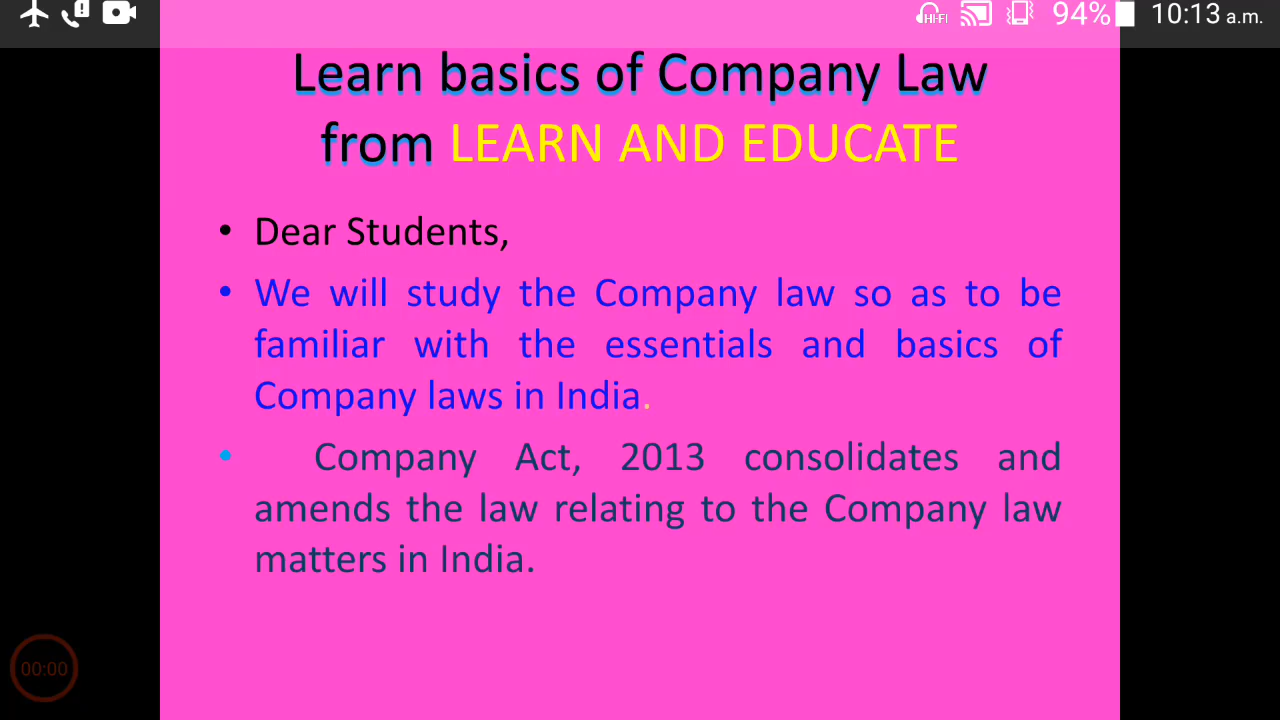 HI-FI 94% 10:13 a.m.
Learn basics of Company Law
from LEARN AND EDUCATE
• Dear Students,
• We will study the Company law so as to be
familiar with the essentials and basics of
Company laws in India.
• Company Act, 2013 consolidates and
amends the law relating to the Company law
matters in India.
00:00